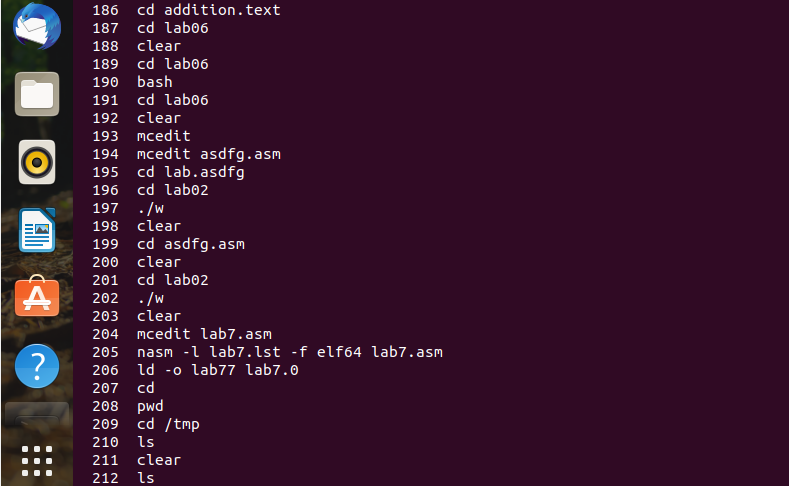 186 cd addition.text
187 cd lab06
188 clear
189 cd lab06
190 bash
191 cd lab06
192 clear
193 mcedit
194 mcedit asdfg.asm
195 cd lab.asdfg
196 cd lab02
197 ./w
198 clear
199 cd asdfg.asm
200 clear
201 cd lab02
202 ./w
203 clear
204 mcedit lab7.asm
205 nasm -l lab7.lst -f elf64 lab7.asm
206 ld -o lab77 lab7.0
207 cd
208 pwd
209 cd /tmp
210 ls
211 clear
212 ls